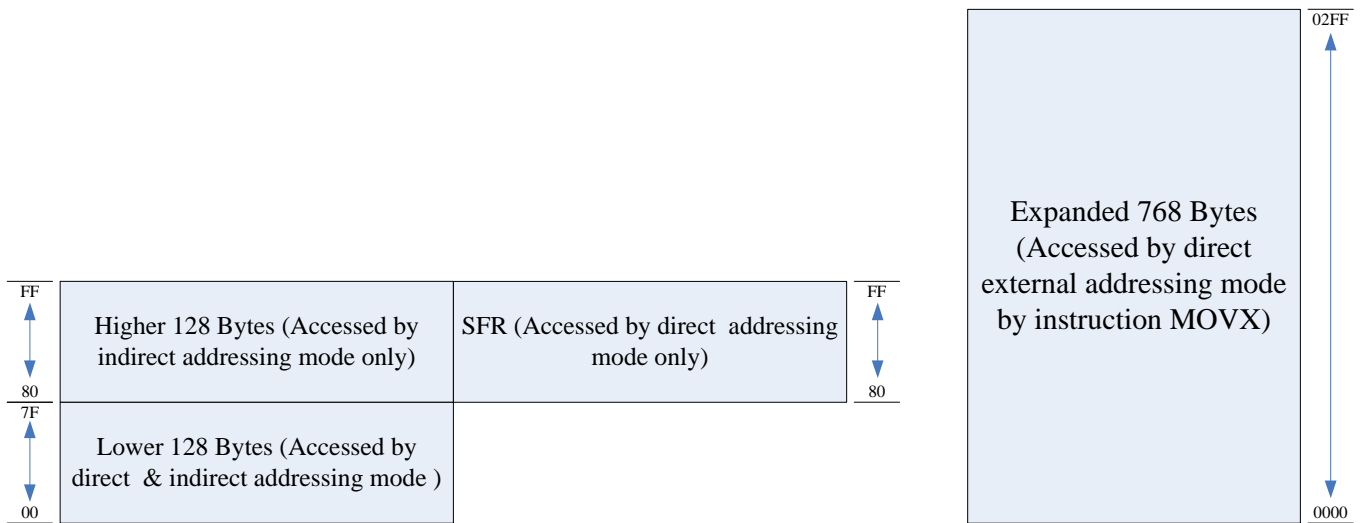 FF
Higher 128 Bytes (Accessed by
indirect addressing mode only)
80
SFR (Accessed by direct addressing
mode only)
FF
80
7F
Lower 128 Bytes (Accessed by
direct & indirect addressing mode )
00
02FF
Expanded 768 Bytes
(Accessed by direct
external addressing mode
by instruction MOVX)
0000